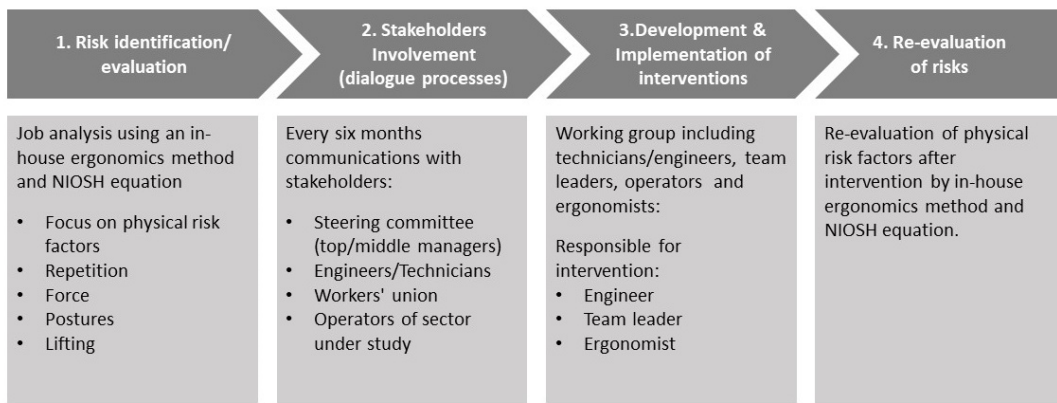 1. Risk identification/
evaluation
2. Stakeholders
Involvement
(dialogue processes)
3.Development &
Implementation of
interventions
4. Re-evaluation
of risks
Job analysis using an in-
house ergonomics method
and NIOSH equation
• Focus on physical risk
factors
• Repetition
• Force
• Postures
• Lifting
Every six months
communications with
stakeholders:
• Steering committee
(top/middle managers)
• Engineers/Technicians
• Workers' union
• Operators of sector
under study
Working group including
technicians/engineers, team
leaders, operators and
ergonomists:
Responsible for
intervention:
• Engineer
• Team leader
• Ergonomist
Re-evaluation of physical
risk factors after
intervention by in-house
ergonomics method and
NIOSH equation.